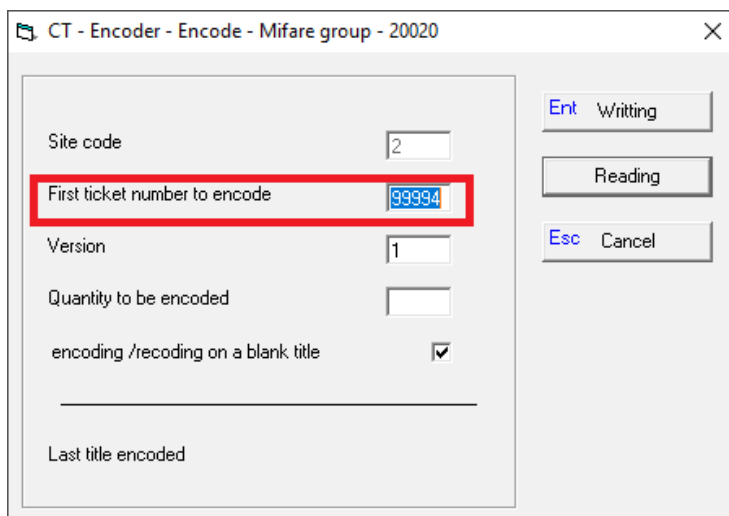 CT - Encoder - Encode - Mifare group - 20020
Site code 2
First ticket number to encode 99994
Version 1
Quantity to be encoded
encoding /recoding on a blank title
Last title encoded
Ent Writting
Reading
Esc Cancel